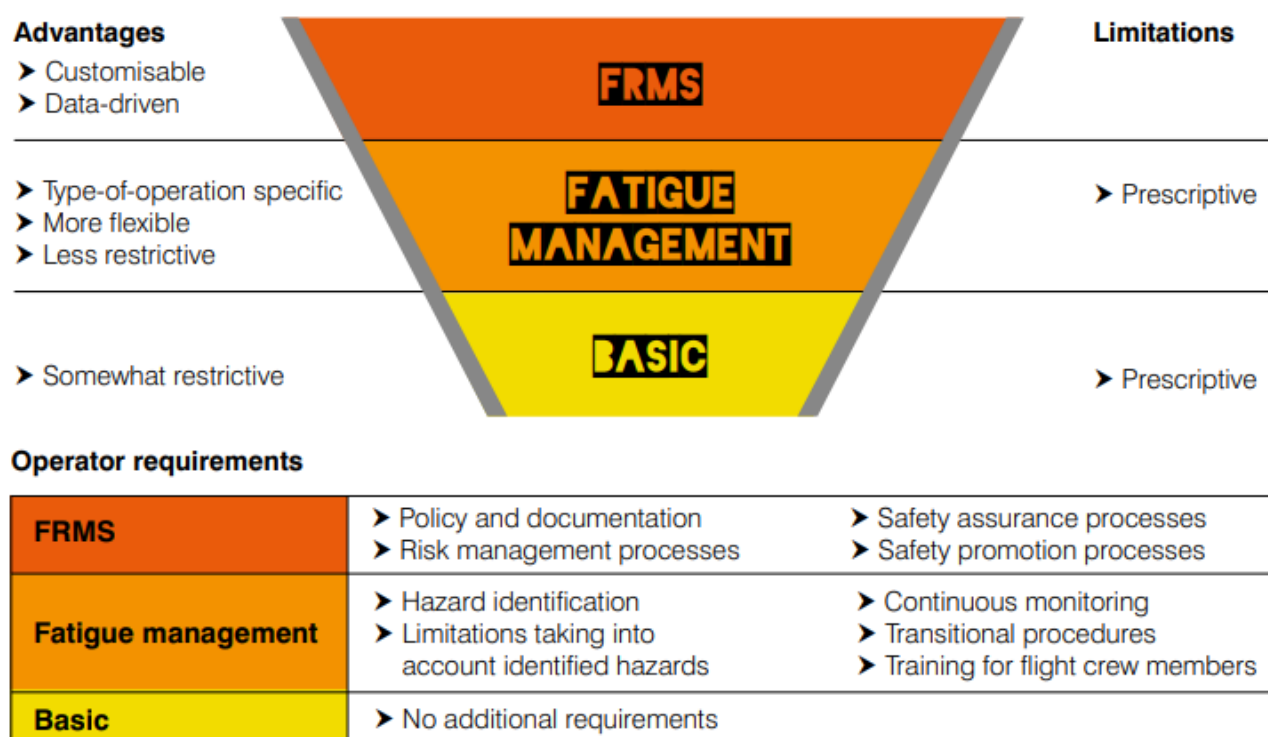 Advantages
➤ Customisable
➤ Data-driven
FRMS
Limitations
➤ Type-of-operation specific
➤ More flexible
➤ Less restrictive
FATIGUE
MANAGEMENT
➤ Prescriptive
➤ Somewhat restrictive
BASIC
➤ Prescriptive
Operator requirements
FRMS
➤ Policy and documentation
➤ Risk management processes
➤ Safety assurance processes
➤ Safety promotion processes
Fatigue management
➤ Hazard identification
➤ Limitations taking into
account identified hazards
➤ Continuous monitoring
➤ Transitional procedures
➤ Training for flight crew members
Basic
➤ No additional requirements